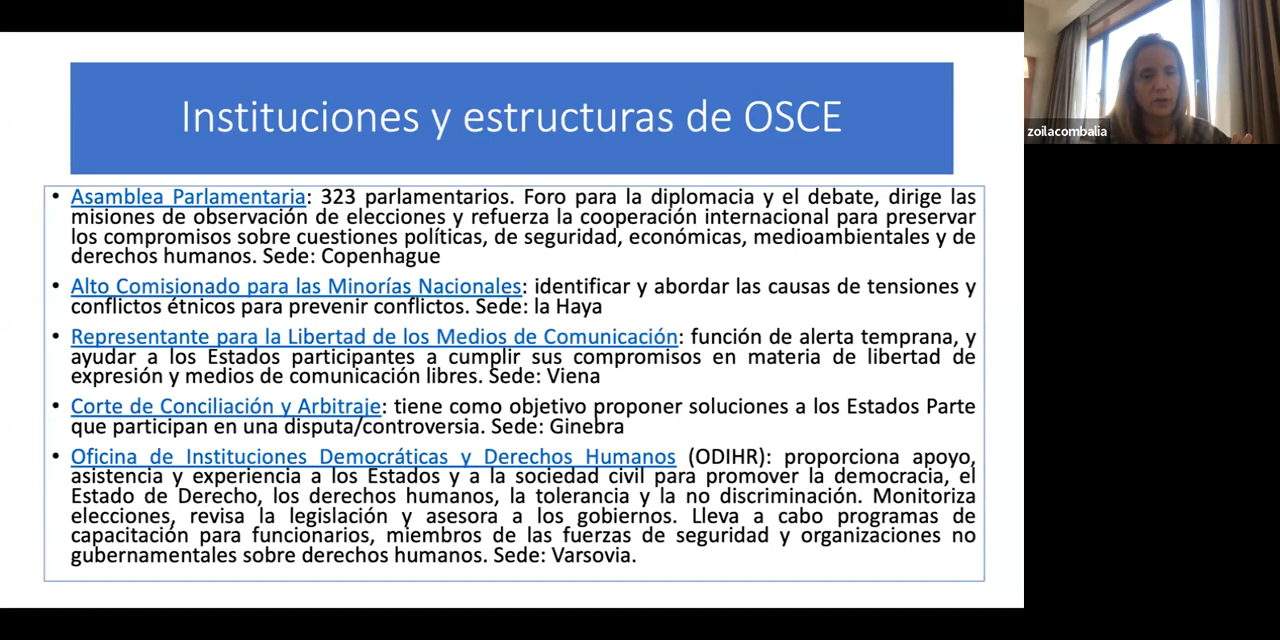 Instituciones y estructuras de OSCE
• Asamblea Parlamentaria: 323 parlamentarios. Foro para la diplomacia y el debate, dirige las
misiones de observación de elecciones y refuerza la cooperación internacional para preservar
los compromisos sobre cuestiones políticas, de seguridad, económicas, medioambientales y de
derechos humanos. Sede: Copenhague
• Alto Comisionado para las Minorías Nacionales: identificar y abordar las causas de tensiones y
conflictos étnicos para prevenir conflictos. Sede: la Haya
• Representante para la Libertad de los Medios de Comunicación: función de alerta temprana, y
ayudar a los Estados participantes a cumplir sus compromisos en materia de libertad de
expresión y medios de comunicación libres. Sede: Viena
• Corte de Conciliación y Arbitraje: tiene como objetivo proponer soluciones a los Estados Parte
que participan en una disputa/controversia. Sede: Ginebra
• Oficina de Instituciones Democráticas y Derechos Humanos (ODIHR): proporciona apoyo,
asistencia y experiencia a los Estados y a la sociedad civil para promover la democracia, el
Estado de Derecho, los derechos humanos, la tolerancia y la no discriminación. Monitoriza
elecciones, revisa la legislación y asesora a los gobiernos. Lleva a cabo programas de
capacitación para funcionarios, miembros de las fuerzas de seguridad y organizaciones no
gubernamentales sobre derechos humanos. Sede: Varsovia.
zoilacombalia